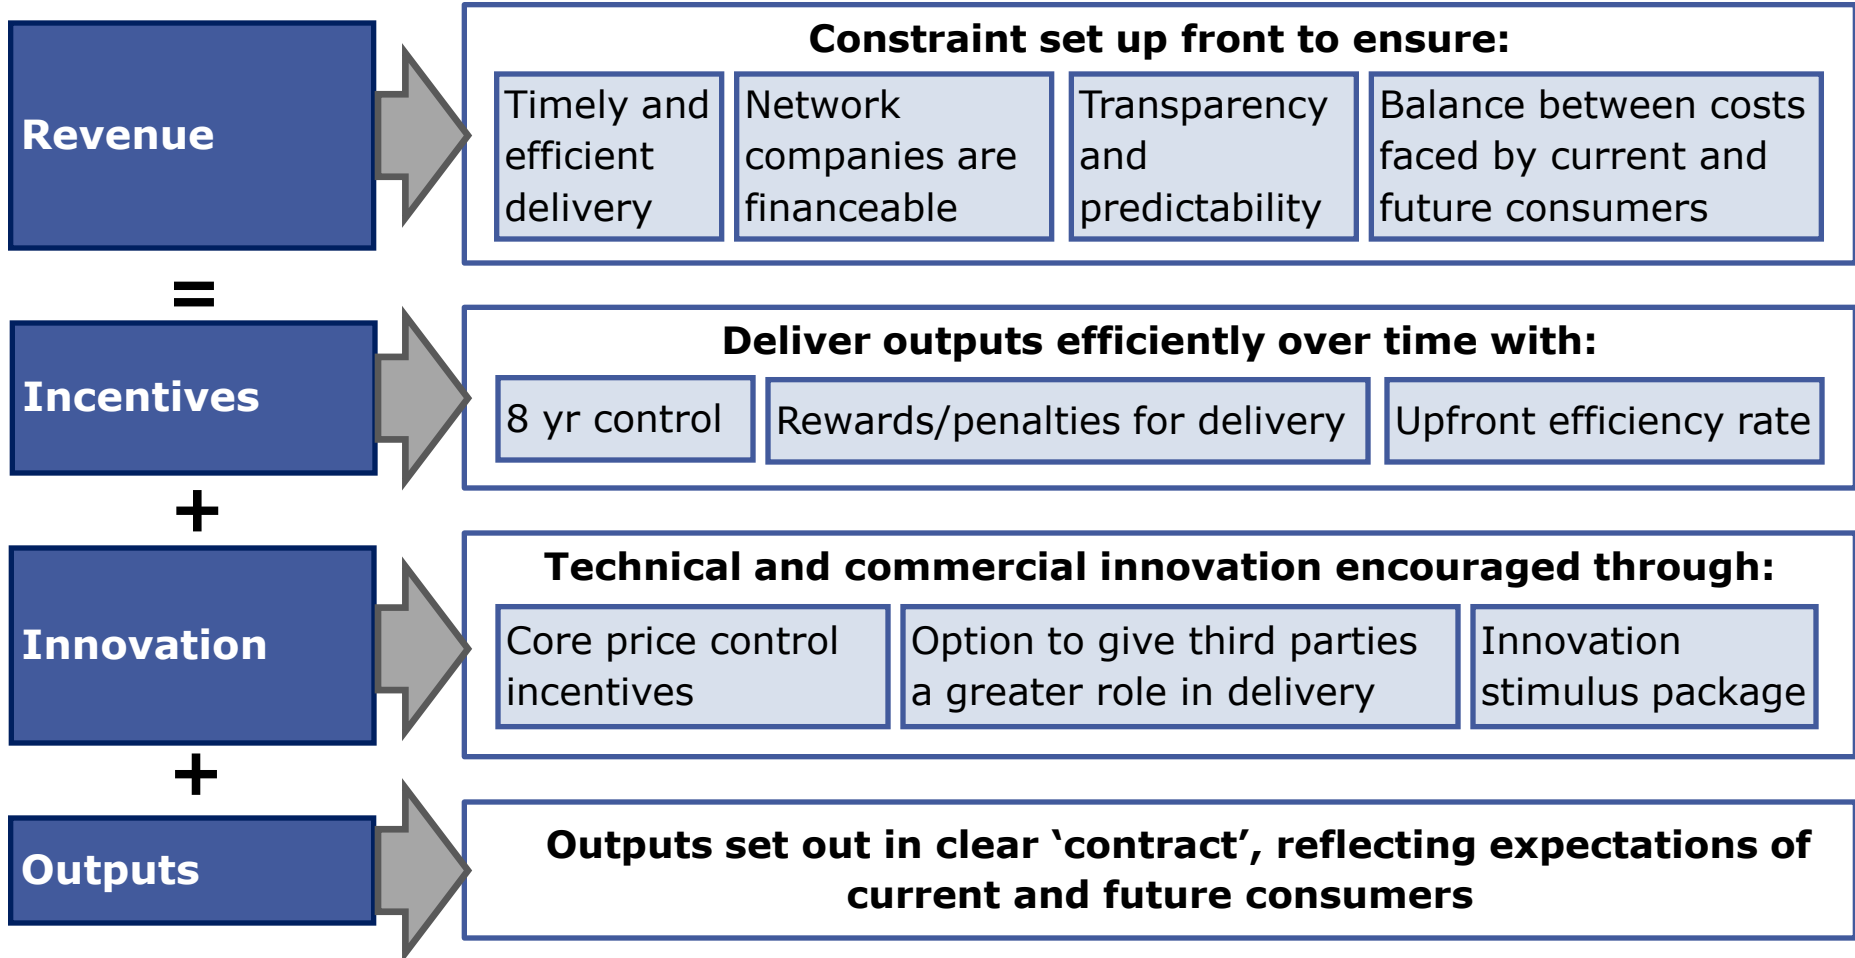 Revenue
Constraint set up front to ensure:
Timely and
efficient
delivery
Network
companies are
financeable
Transparency
and
predictability
Balance between costs
faced by current and
future consumers
=
Incentives
Deliver outputs efficiently over time with:
8 yr control
Rewards/penalties for delivery
Upfront efficiency rate
+
Innovation
Technical and commercial innovation encouraged through:
Core price control
incentives
Option to give third parties
a greater role in delivery
Innovation
stimulus package
+
Outputs
Outputs set out in clear ‘contract’, reflecting expectations of
current and future consumers